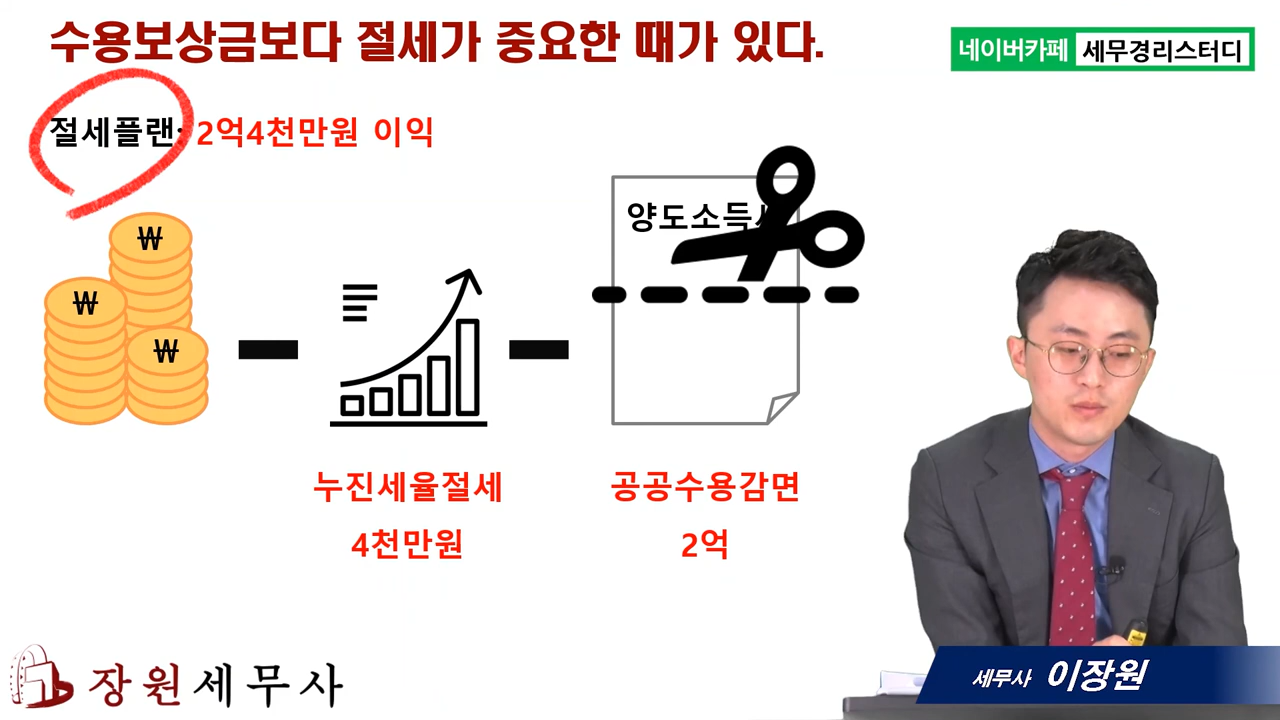 수용보상금보다 절세가 중요한 때가 있다.
네이버카페 세무경리스터디
절세플랜: 2억4천만원 이익
양도소득세
₩
₩
₩
누진세율절세
4천만원
공공수용감면
2억
장원세무사
세무사 이장원